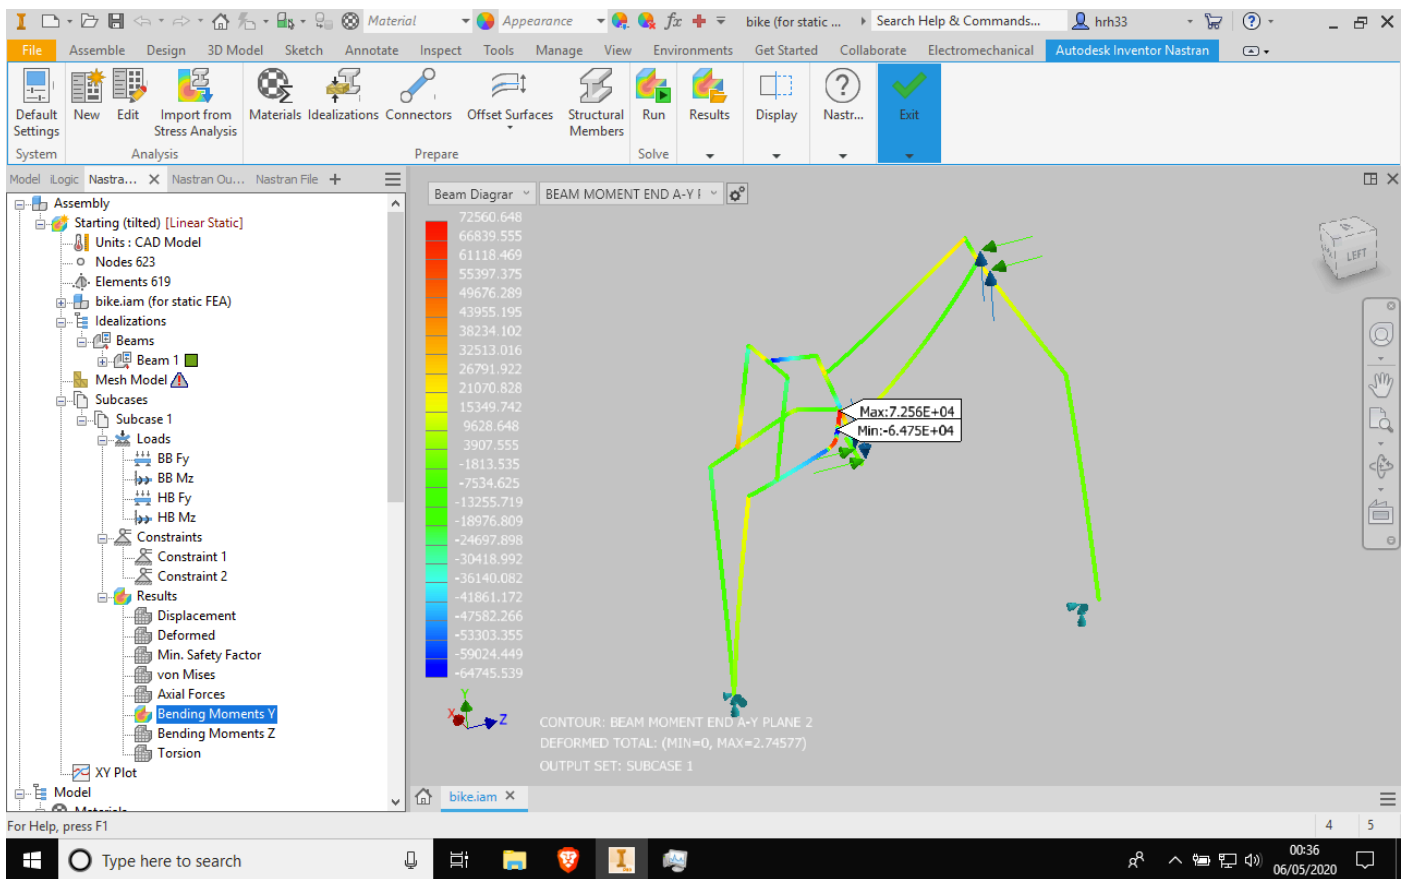 Material
Appearance
fx
bike (for static ...
Search Help & Commands...
hrh33
File Assemble Design 3D Model Sketch Annotate Inspect Tools Manage View Environments Get Started Collaborate Electromechanical Autodesk Inventor Nastran
Default Settings
New
Edit
Import from Stress Analysis
Materials
Idealizations
Connectors
Offset Surfaces
Structural Members
Run
Results
Display
Nastr...
Exit
System
Analysis
Prepare
Solve
Model iLogic Nastra... Nastran Ou... Nastran File
Assembly
Starting (tilted) [Linear Static]
Units : CAD Model
Nodes 623
Elements 619
bike.iam (for static FEA)
Idealizations
Beams
Beam 1
Mesh Model
Subcases
Subcase 1
Loads
BB Fy
BB Mz
HB Fy
HB Mz
Constraints
Constraint 1
Constraint 2
Results
Displacement
Deformed
Min. Safety Factor
von Mises
Axial Forces
Bending Moments Y
Bending Moments Z
Torsion
XY Plot
Model
Beam Diagrar
BEAM MOMENT END A-Y F
72560.648
66839.555
61118.469
55397.375
49676.289
43955.195
38234.102
32513.016
26791.922
21070.828
15349.742
9628.648
3907.555
-1813.535
-7534.625
-13255.719
-18976.809
-24697.898
-30418.992
-36140.082
-41861.172
-47582.266
-53303.355
-59024.449
-64745.539
Max:7.256E+04
Min:-6.475E+04
LEFT
Y
X
Z
CONTOUR: BEAM MOMENT END A-Y PLANE 2
DEFORMED TOTAL: (MIN=0, MAX=2.74577)
OUTPUT SET: SUBCASE 1
bike.iam
For Help, press F1
4 5
Type here to search
00:36
06/05/2020